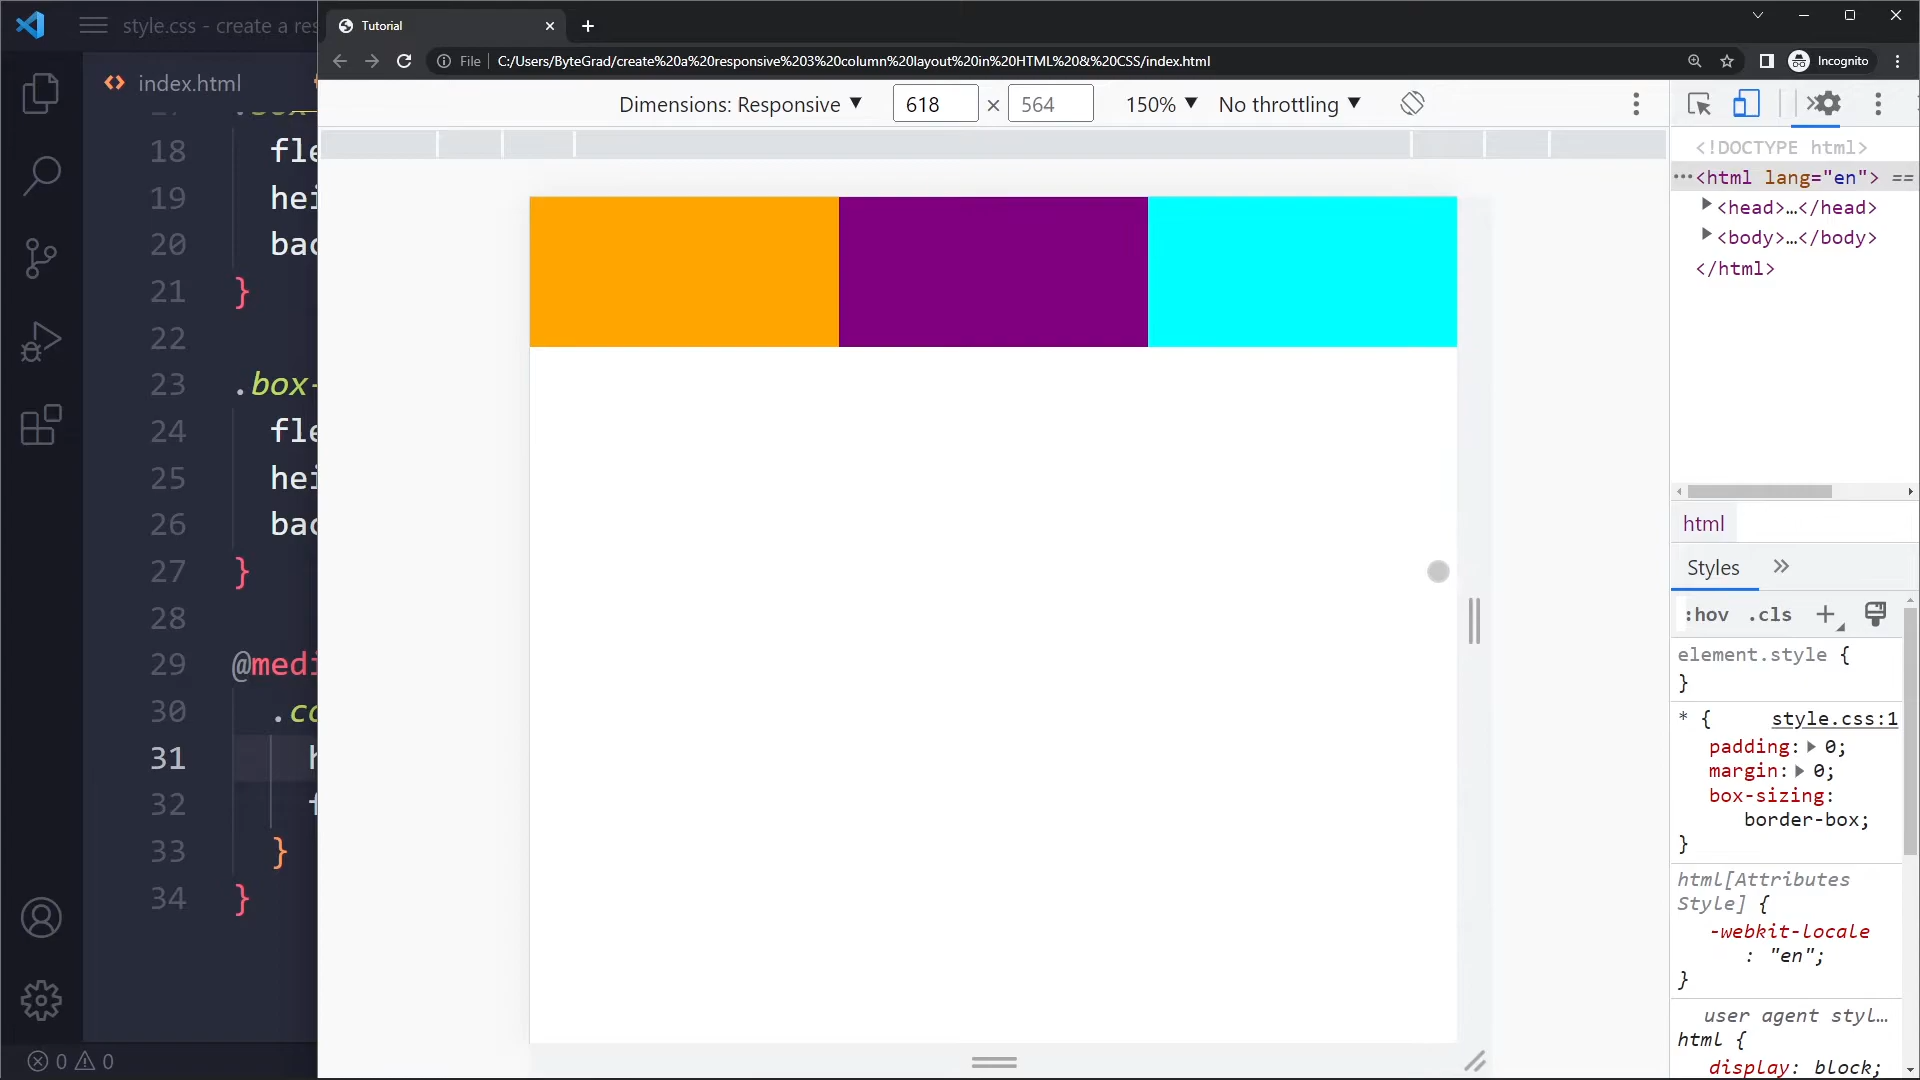 style.css - create a res
index.html
17 .box-
18 fle
19 hei
20 bac
21 }
22
23 .box-
24 fle
25 hei
26 bac
27 }
28
29 @medi
30 .co
31 h
32 f
33 }
34 }
0 0
Tutorial
File C:/Users/ByteGrad/create%20a%20responsive%203%20column%20layout%20in%20HTML%20&%20CSS/index.html
Incognito
Dimensions: Responsive 618 × 564 150% No throttling
<!DOCTYPE html>
<html lang="en"> ==
<head>…</head>
<body>…</body>
</html>
html
Styles
:hov .cls
element.style {
}
* { style.css:1
padding: 0;
margin: 0;
box-sizing:
border-box;
}
html[Attributes
Style] {
-webkit-locale
: "en";
}
user agent styl…
html {
display: block;